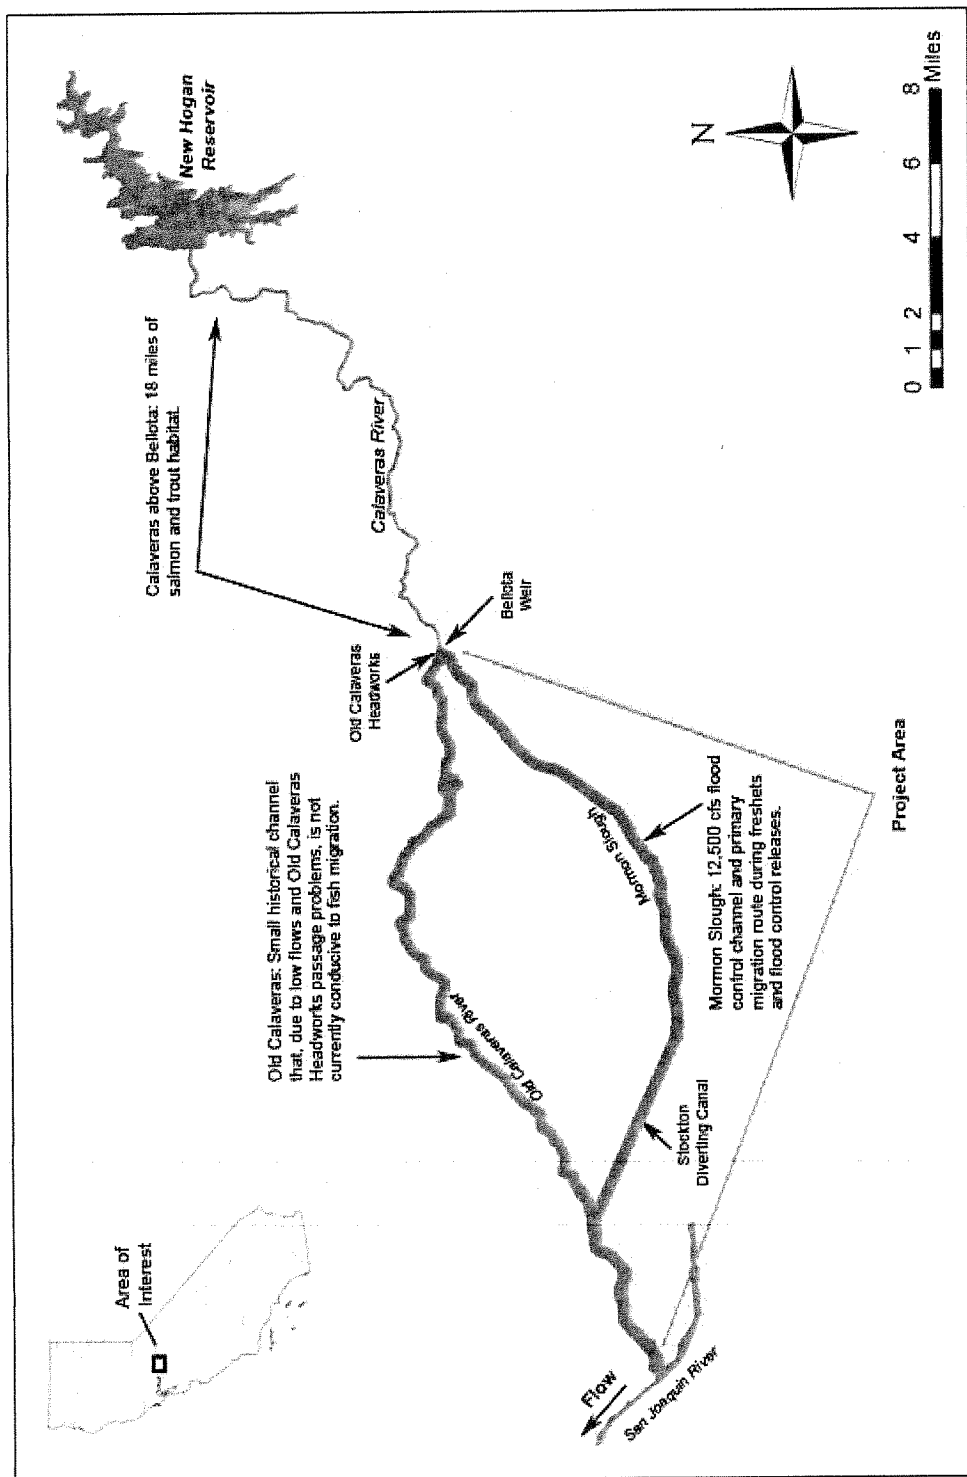 Area of
Interest
New Hogan
Reservoir
Calaveras above Bellota: 18 miles of
salmon and trout habitat.
Calaveras River
Old Calaveras: Small historical channel
that, due to low flows and Old Calaveras
Headworks passage problems, is not
currently conducive to fish migration.
Old Calaveras
Headworks
Bellota
Weir
Old Calaveras River
Mormon Slough
Mormon Slough: 12,500 cfs flood
control channel and primary
migration route during freshets
and flood control releases.
Stockton
Diverting Canal
Flow
San Joaquin River
Project Area
N
0 1 2 4 6 8
Miles